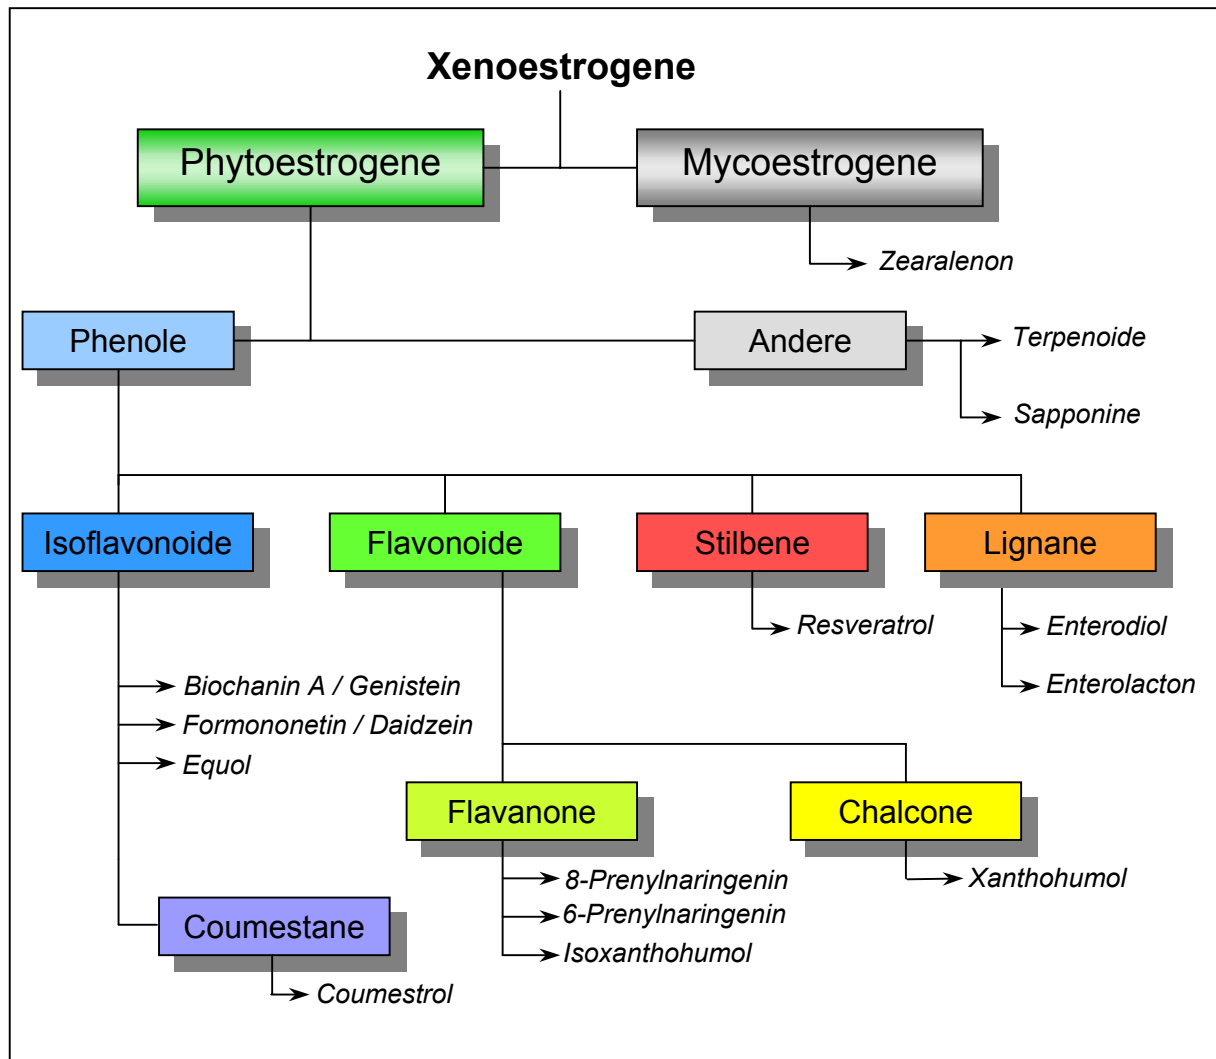 Xenoestrogene
Phytoestrogene
Mycoestrogene
Zearalenon
Phenole
Andere
Terpenoide
Sapponine
Isoflavonoide
Flavonoide
Stilbene
Lignane
Resveratrol
Enterodiol
Enterolacton
Biochanin A / Genistein
Formononetin / Daidzein
Equol
Flavanone
Chalcone
8-Prenylnaringenin
6-Prenylnaringenin
Isoxanthohumol
Xanthohumol
Coumestane
Coumestrol